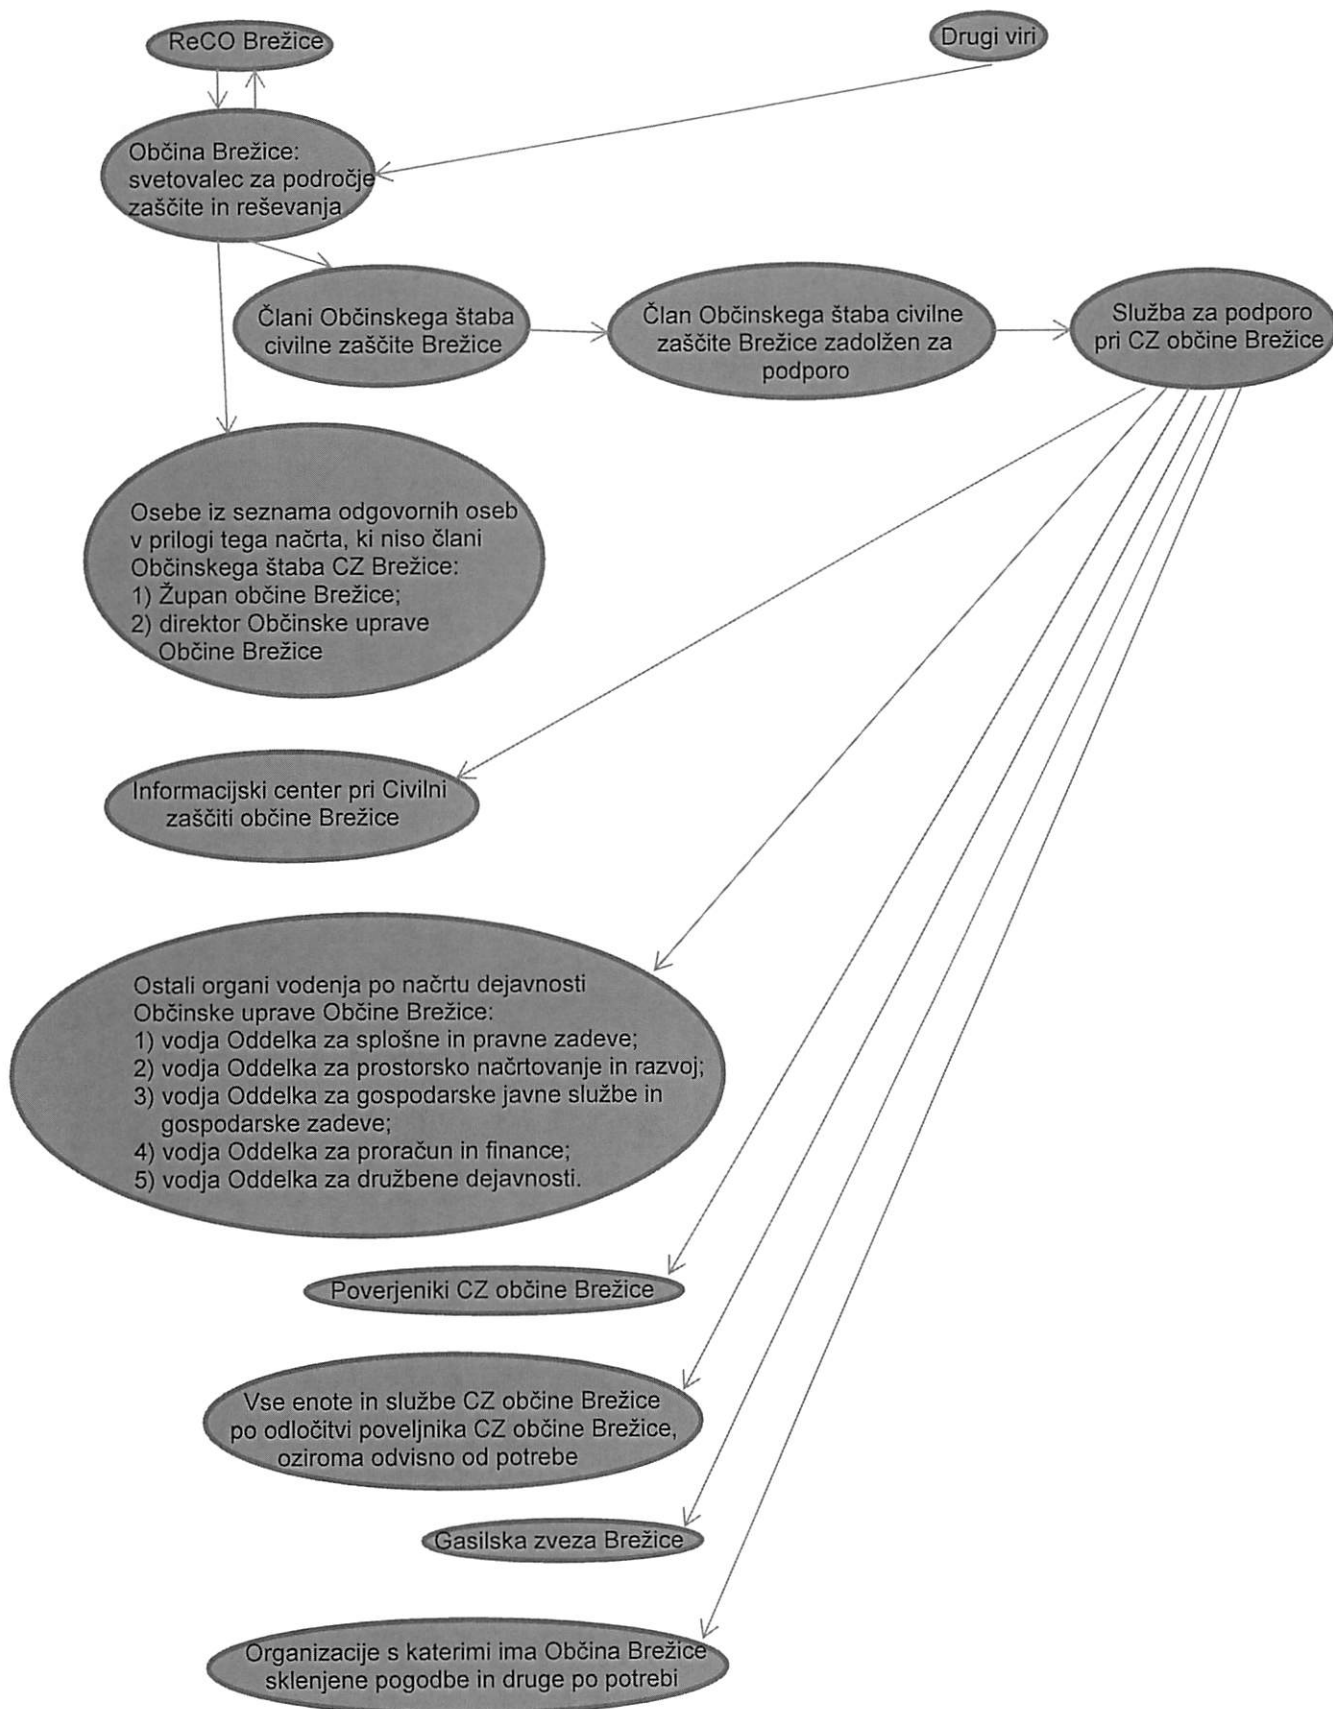 ReCO Brežice
Drugi viri
Občina Brežice:
svetovalec za področje
zaščite in reševanja
Člani Občinskega štaba
civilne zaščite Brežice
Član Občinskega štaba civilne
zaščite Brežice zadolžen za
podporo
Služba za podporo
pri CZ občine Brežice
Osebe iz seznama odgovornih oseb
v prilogi tega načrta, ki niso člani
Občinskega štaba CZ Brežice:
1) Župan občine Brežice;
2) direktor Občinske uprave
Občine Brežice
Informacijski center pri Civilni
zaščiti občine Brežice
Ostali organi vodenja po načrtu dejavnosti
Občinske uprave Občine Brežice:
1) vodja Oddelka za splošne in pravne zadeve;
2) vodja Oddelka za prostorsko načrtovanje in razvoj;
3) vodja Oddelka za gospodarske javne službe in
gospodarske zadeve;
4) vodja Oddelka za proračun in finance;
5) vodja Oddelka za družbene dejavnosti.
Poverjeniki CZ občine Brežice
Vse enote in službe CZ občine Brežice
po odločitvi poveljnika CZ občine Brežice,
oziroma odvisno od potrebe
Gasilska zveza Brežice
Organizacije s katerimi ima Občina Brežice
sklenjene pogodbe in druge po potrebi